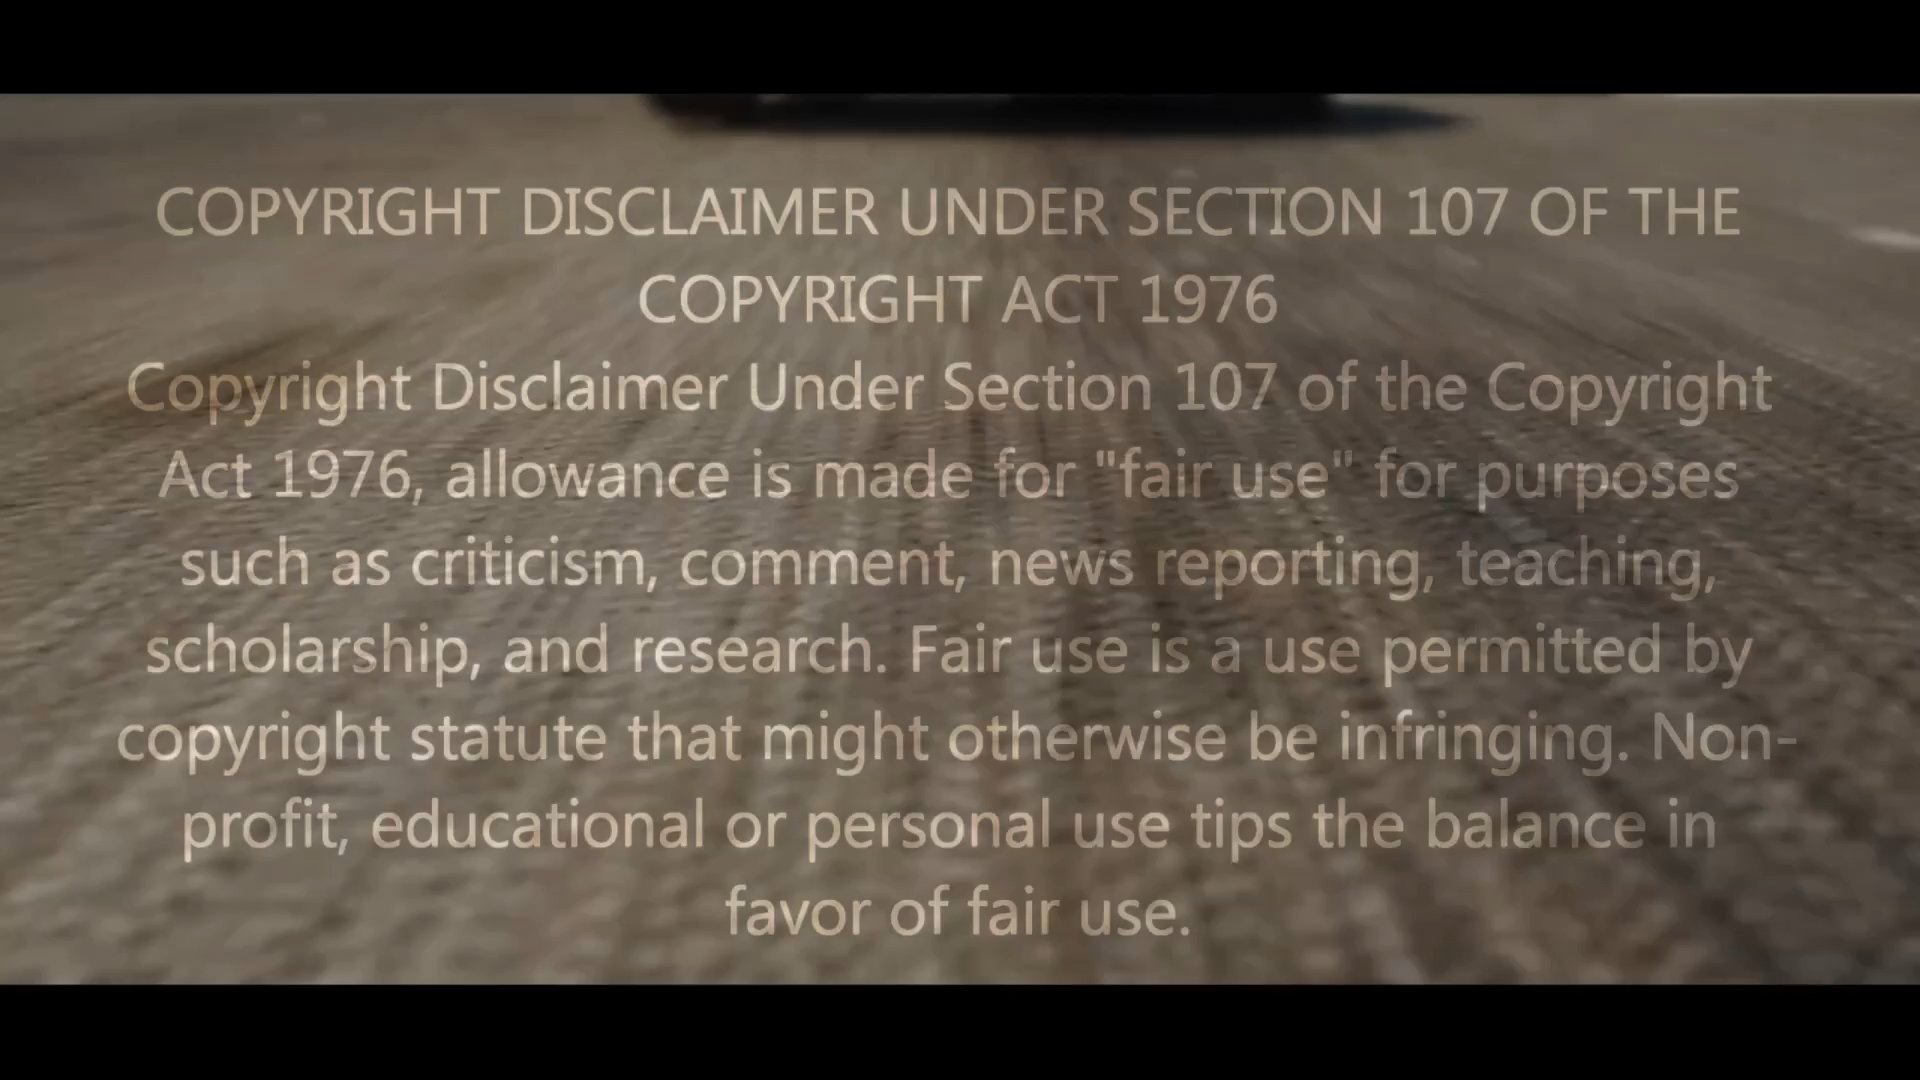 COPYRIGHT DISCLAIMER UNDER SECTION 107 OF THE
COPYRIGHT ACT 1976
Copyright Disclaimer Under Section 107 of the Copyright
Act 1976, allowance is made for "fair use" for purposes
such as criticism, comment, news reporting, teaching,
scholarship, and research. Fair use is a use permitted by
copyright statute that might otherwise be infringing. Non-
profit, educational or personal use tips the balance in
favor of fair use.